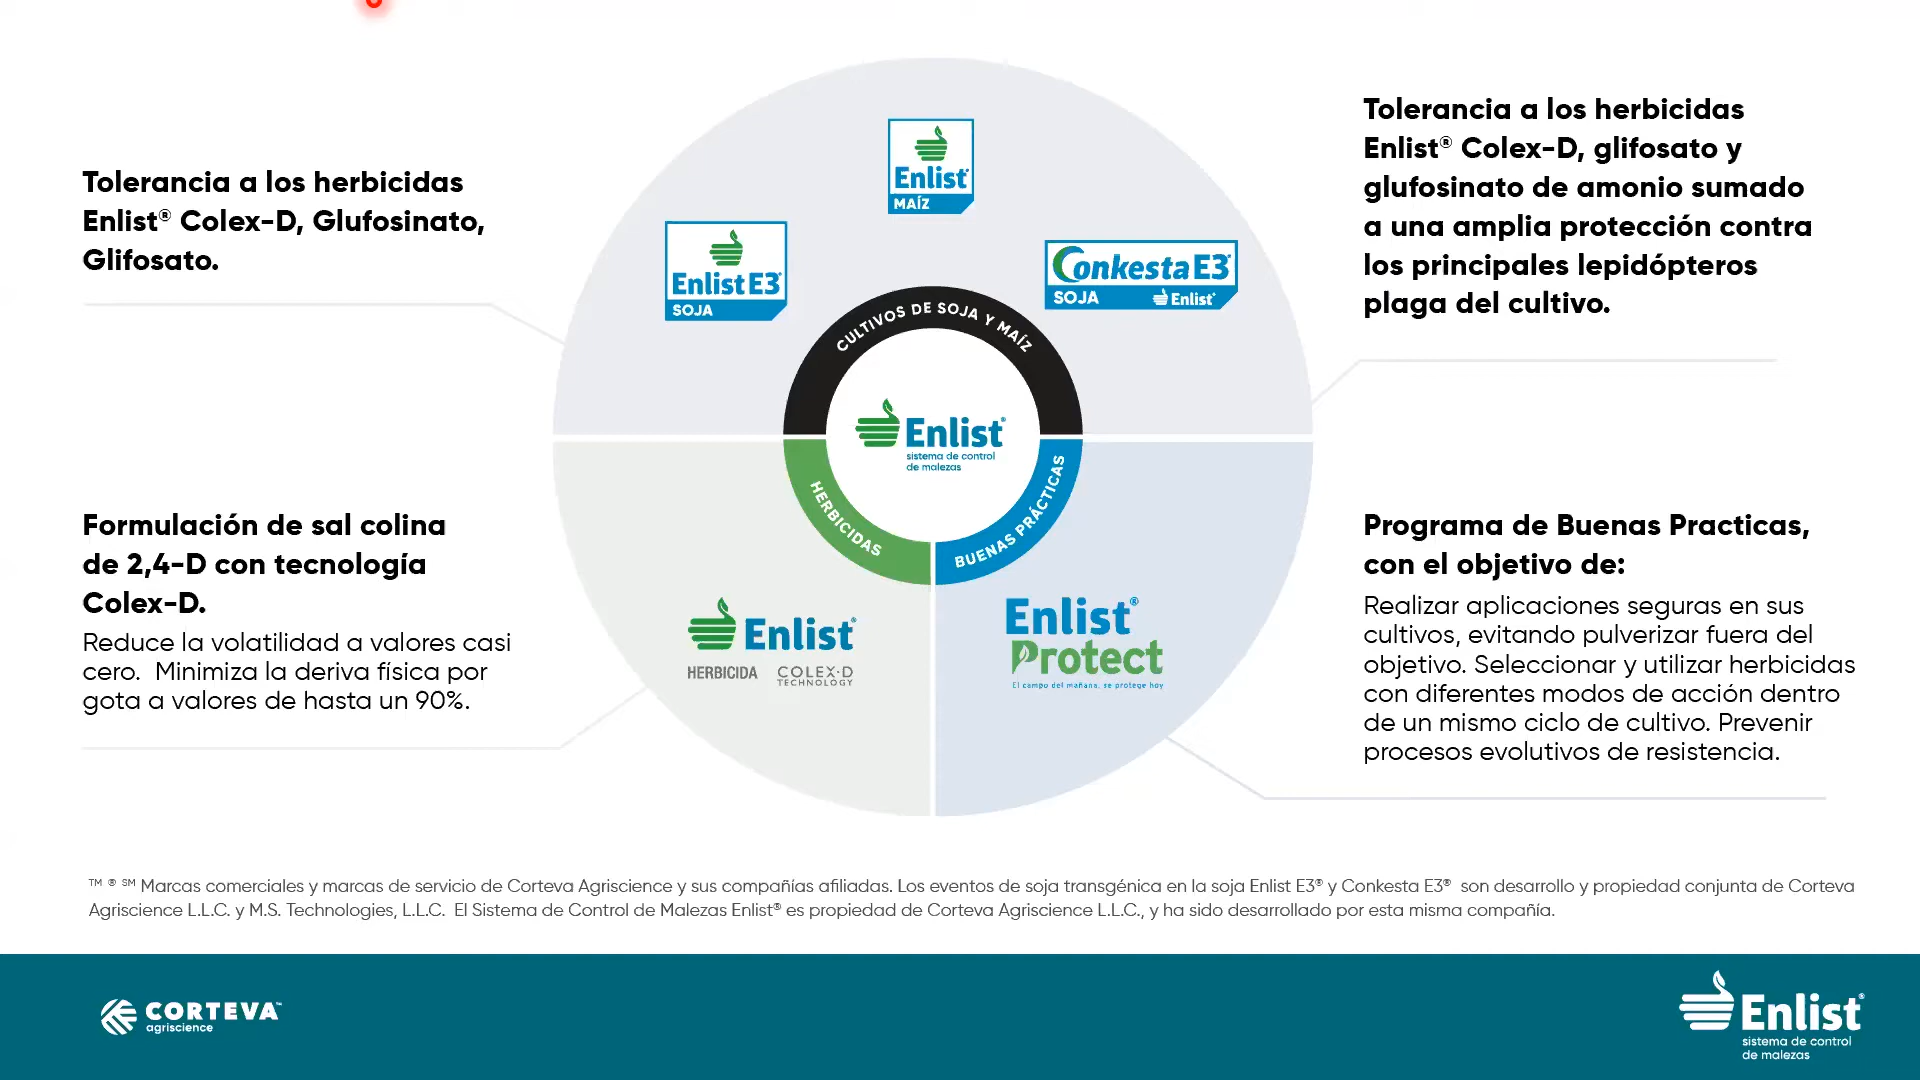 Tolerancia a los herbicidas
Enlist® Colex-D, Glufosinato,
Glifosato.
Formulación de sal colina
de 2,4-D con tecnología
Colex-D.
Reduce la volatilidad a valores casi
cero. Minimiza la deriva física por
gota a valores de hasta un 90%.
Enlist®
MAÍZ
Enlist E3®
SOJA
Conkesta E3®
SOJA Enlist®
CULTIVOS DE SOJA Y MAÍZ
Enlist®
sistema de control
de malezas
HERBICIDAS
BUENAS PRÁCTICAS
Enlist®
HERBICIDA COLEX·D
TECHNOLOGY
Enlist®
Protect
El campo del mañana, se protege hoy
Tolerancia a los herbicidas
Enlist® Colex-D, glifosato y
glufosinato de amonio sumado
a una amplia protección contra
los principales lepidópteros
plaga del cultivo.
Programa de Buenas Practicas,
con el objetivo de:
Realizar aplicaciones seguras en sus
cultivos, evitando pulverizar fuera del
objetivo. Seleccionar y utilizar herbicidas
con diferentes modos de acción dentro
de un mismo ciclo de cultivo. Prevenir
procesos evolutivos de resistencia.
™ ® ℠ Marcas comerciales y marcas de servicio de Corteva Agriscience y sus compañías afiliadas. Los eventos de soja transgénica en la soja Enlist E3® y Conkesta E3® son desarrollo y propiedad conjunta de Corteva
Agriscience L.L.C. y M.S. Technologies, L.L.C. El Sistema de Control de Malezas Enlist® es propiedad de Corteva Agriscience L.L.C., y ha sido desarrollado por esta misma compañía.
CORTEVA™
agriscience
Enlist®
sistema de control
de malezas